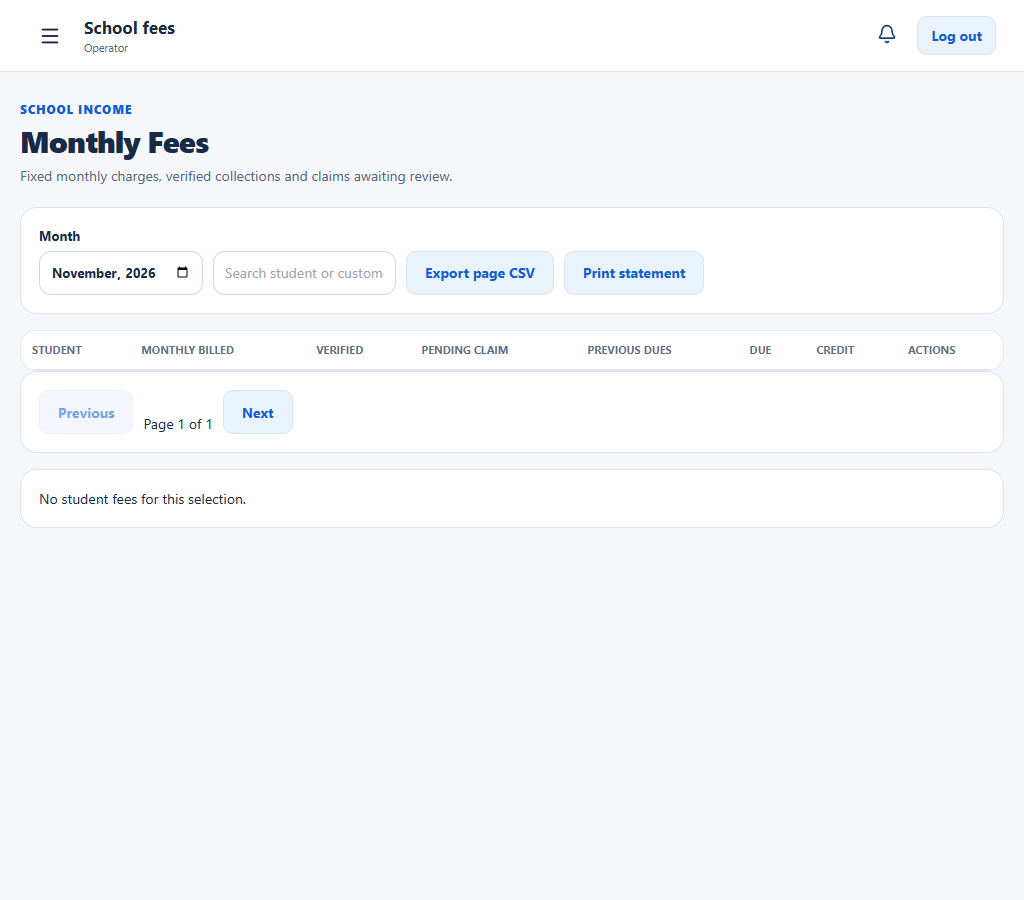 School fees
Operator
Log out
SCHOOL INCOME
Monthly Fees
Fixed monthly charges, verified collections and claims awaiting review.
Month
November, 2026
Search student or custom
Export page CSV
Print statement
STUDENT MONTHLY BILLED VERIFIED PENDING CLAIM PREVIOUS DUES DUE CREDIT ACTIONS
Previous
Page 1 of 1
Next
No student fees for this selection.